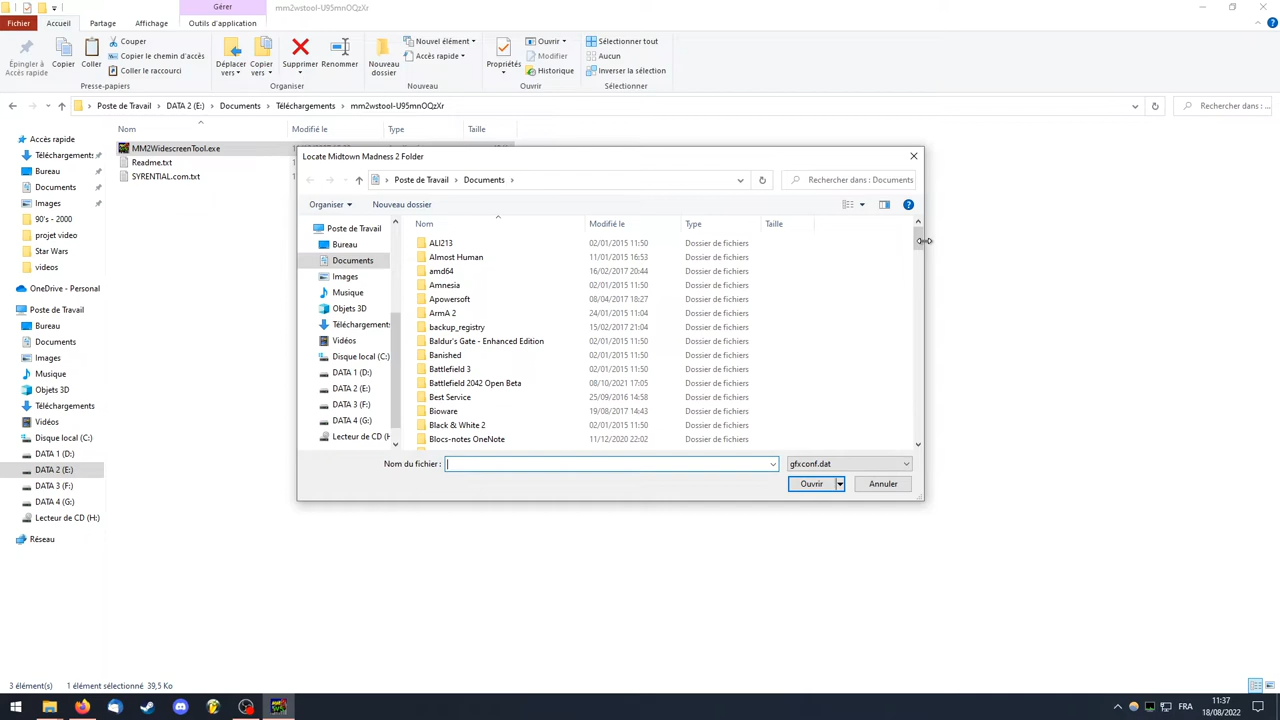 Gérer
mm2wstool-U95mnOQzXr
Fichier
Accueil
Partage
Affichage
Outils d'application
Épingler à
Accès rapide
Copier
Coller
Couper
Copier le chemin d'accès
Coller le raccourci
Presse-papiers
Déplacer
vers
Copier
vers
Supprimer
Renommer
Organiser
Nouveau
dossier
Nouvel élément
Accès rapide
Nouveau
Propriétés
Ouvrir
Modifier
Historique
Ouvrir
Sélectionner tout
Aucun
Inverser la sélection
Sélectionner
Poste de Travail > DATA 2 (E:) > Documents > Téléchargements > mm2wstool-U95mnOQzXr
Rechercher dans : ...
Accès rapide
Téléchargements
Bureau
Documents
Images
90's - 2000
projet video
Star Wars
videos
OneDrive - Personal
Poste de Travail
Bureau
Documents
Images
Musique
Objets 3D
Téléchargements
Vidéos
Disque local (C:)
DATA 1 (D:)
DATA 2 (E:)
DATA 3 (F:)
DATA 4 (G:)
Lecteur de CD (H:)
Réseau
Nom Modifié le Type Taille
MM2WidescreenTool.exe
Readme.txt
SYRENTIAL.com.txt
Locate Midtown Madness 2 Folder
Poste de Travail > Documents >
Rechercher dans : Documents
Organiser
Nouveau dossier
Poste de Travail
Bureau
Documents
Images
Musique
Objets 3D
Téléchargements
Vidéos
Disque local (C:)
DATA 1 (D:)
DATA 2 (E:)
DATA 3 (F:)
DATA 4 (G:)
Lecteur de CD (H
Nom Modifié le Type Taille
ALI213 02/01/2015 11:50 Dossier de fichiers
Almost Human 11/01/2015 16:53 Dossier de fichiers
amd64 16/02/2017 20:44 Dossier de fichiers
Amnesia 02/01/2015 11:50 Dossier de fichiers
Apowersoft 08/04/2017 18:27 Dossier de fichiers
ArmA 2 24/01/2015 11:04 Dossier de fichiers
backup_registry 15/02/2017 21:04 Dossier de fichiers
Baldur's Gate - Enhanced Edition 02/01/2015 11:50 Dossier de fichiers
Banished 02/01/2015 11:50 Dossier de fichiers
Battlefield 3 02/01/2015 11:50 Dossier de fichiers
Battlefield 2042 Open Beta 08/10/2021 17:05 Dossier de fichiers
Best Service 25/09/2016 14:58 Dossier de fichiers
Bioware 19/08/2017 14:43 Dossier de fichiers
Black & White 2 02/01/2015 11:50 Dossier de fichiers
Blocs-notes OneNote 11/12/2020 22:02 Dossier de fichiers
Nom du fichier :
gfxconf.dat
Ouvrir
Annuler
3 élément(s) 1 élément sélectionné 39,5 Ko
FRA
11:37
18/08/2022